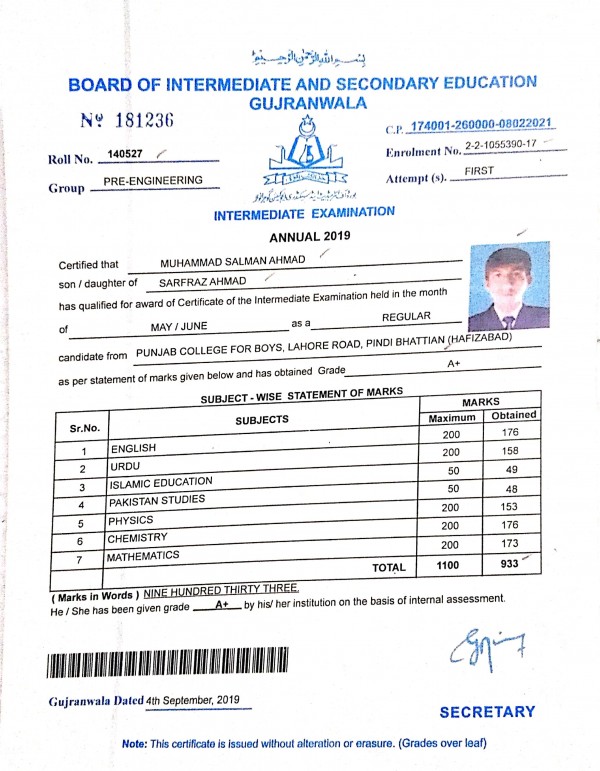 بسم اللہ الرحمن الرحیم
BOARD OF INTERMEDIATE AND SECONDARY EDUCATION
GUJRANWALA
Nº 181236
C.P. 174001-260000-08022021
Roll No. 140527
Enrolment No. 2-2-1055390-17
Group PRE-ENGINEERING
Attempt (s). FIRST
INTERMEDIATE EXAMINATION
ANNUAL 2019
Certified that MUHAMMAD SALMAN AHMAD
son / daughter of SARFRAZ AHMAD
has qualified for award of Certificate of the Intermediate Examination held in the month
of MAY / JUNE as a REGULAR
candidate from PUNJAB COLLEGE FOR BOYS, LAHORE ROAD, PINDI BHATTIAN (HAFIZABAD)
as per statement of marks given below and has obtained Grade A+
SUBJECT - WISE STATEMENT OF MARKS
Sr.No. SUBJECTS MARKS
Maximum Obtained
1 ENGLISH 200 176
2 URDU 200 158
3 ISLAMIC EDUCATION 50 49
4 PAKISTAN STUDIES 50 48
5 PHYSICS 200 153
6 CHEMISTRY 200 176
7 MATHEMATICS 200 173
TOTAL 1100 933
( Marks in Words ) NINE HUNDRED THIRTY THREE.
He / She has been given grade A+ by his/ her institution on the basis of internal assessment.
Gujranwala Dated 4th September, 2019
SECRETARY
Note: This certificate is issued without alteration or erasure. (Grades over leaf)